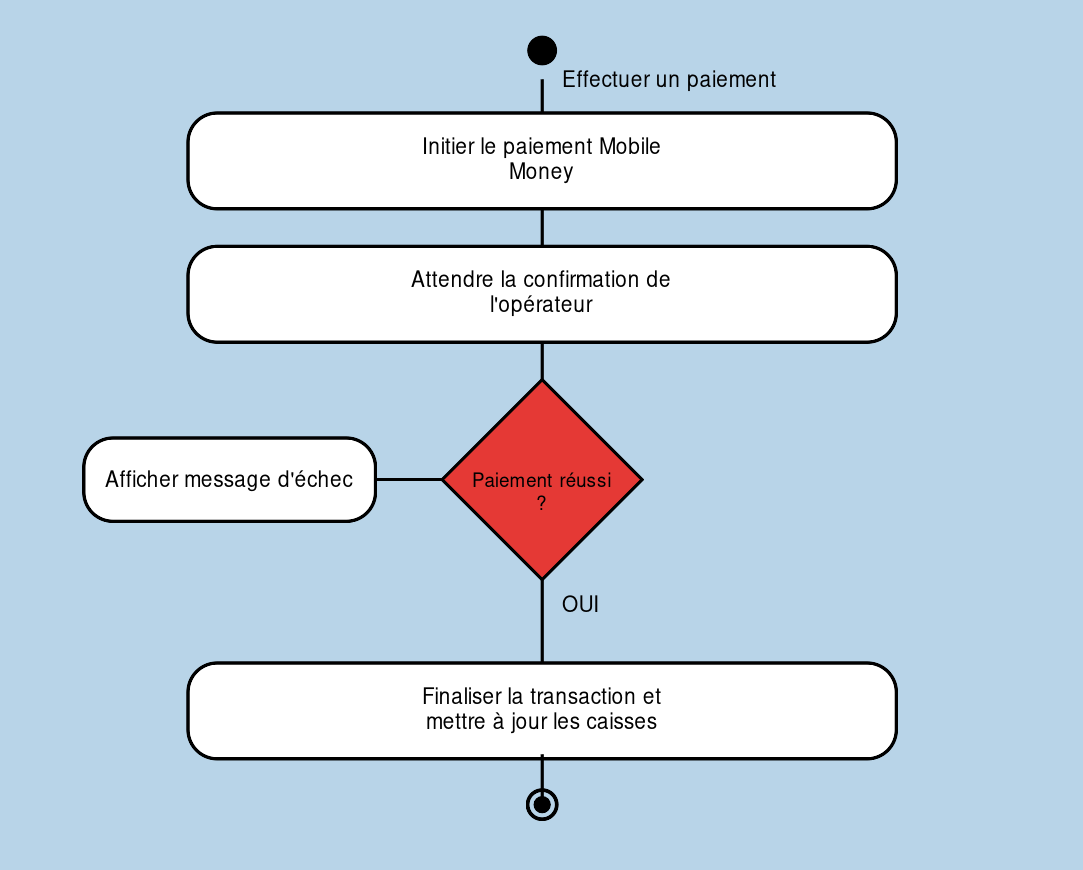 Effectuer un paiement
Initier le paiement Mobile
Money
Attendre la confirmation de
l'opérateur
Afficher message d'échec
Paiement réussi
?
OUI
Finaliser la transaction et
mettre à jour les caisses